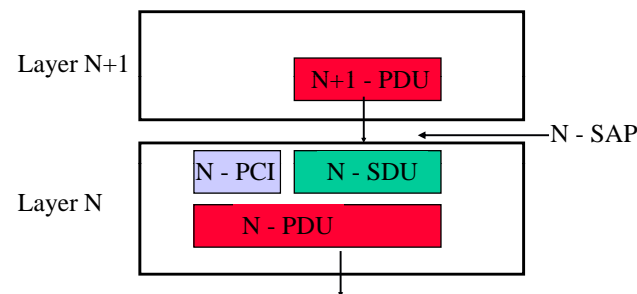 Layer N+1
N+1 - PDU
N - SAP
N - PCI
N - SDU
Layer N
N - PDU